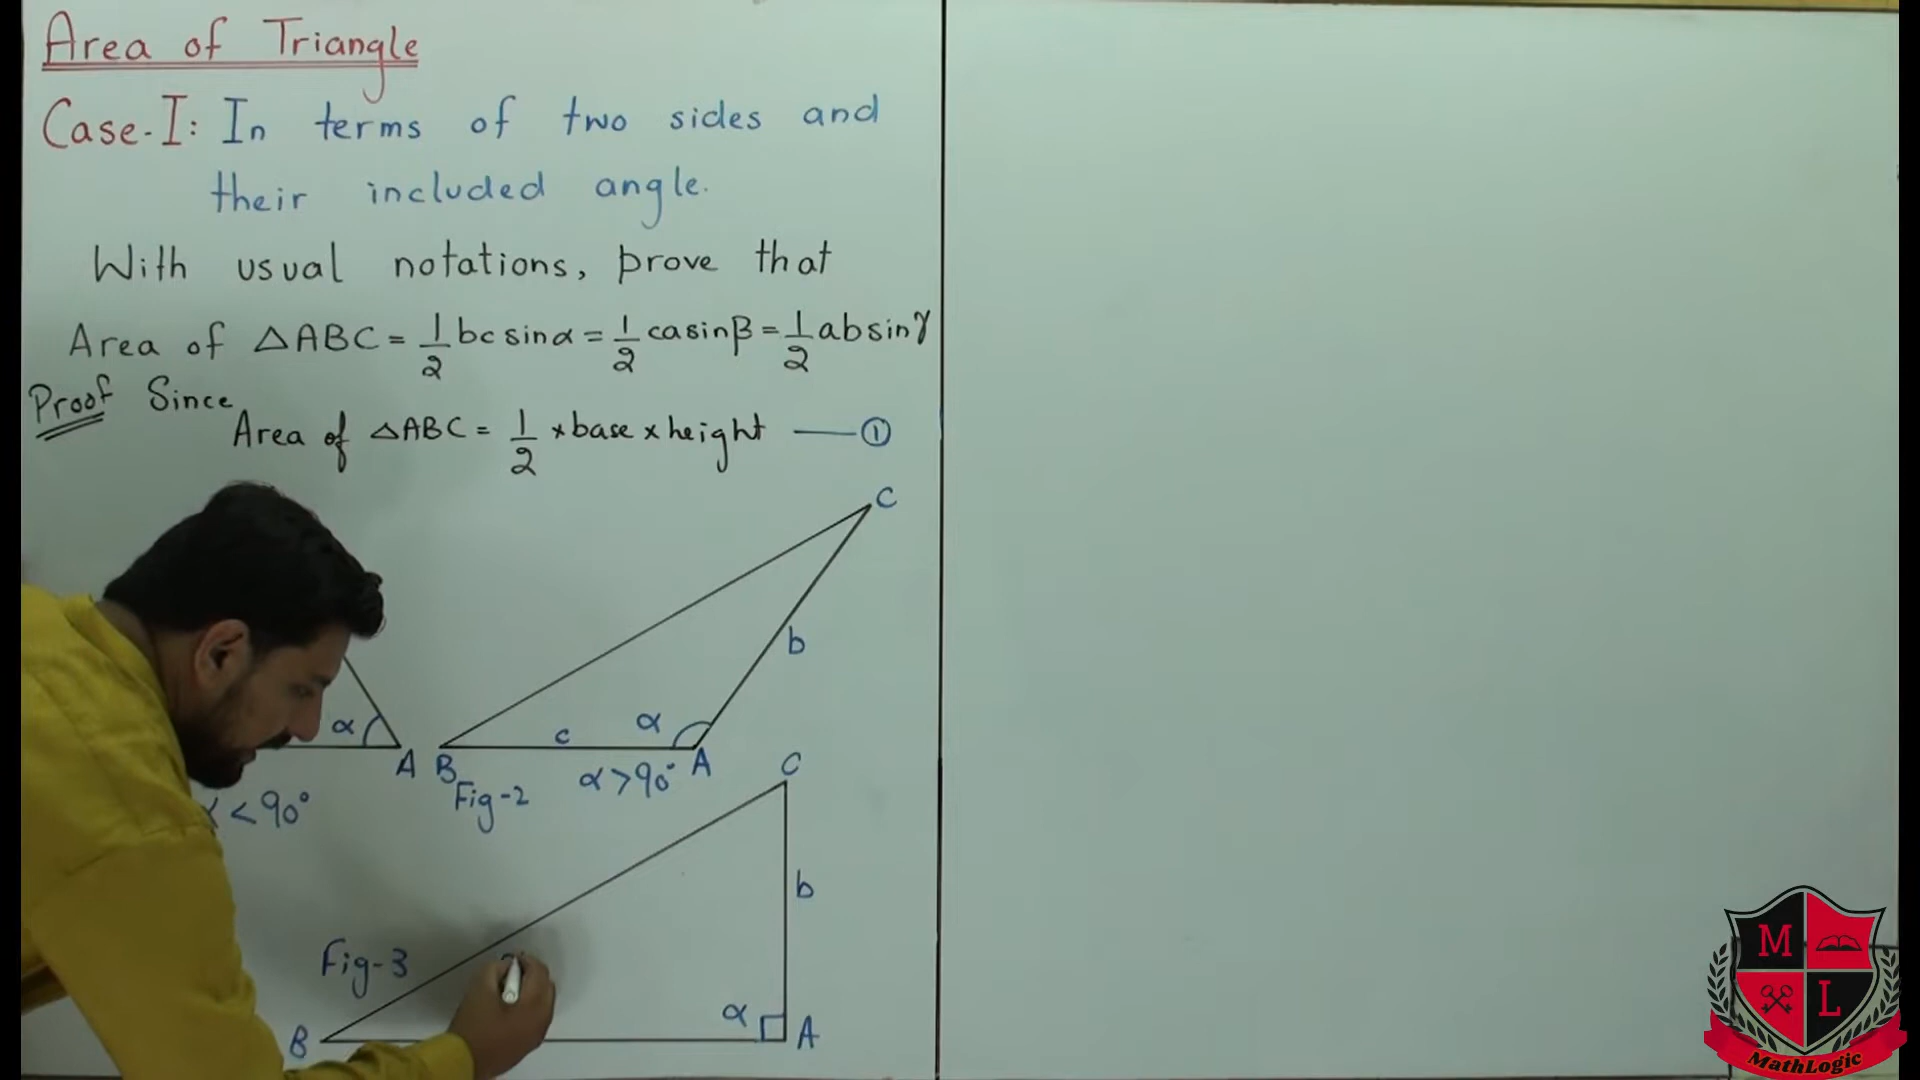 Area of Triangle
Case-I: In terms of two sides and
their included angle.
With usual notations, prove that
Area of △ABC = 1/2 bc sinα = 1/2 ca sinβ = 1/2 ab sinγ
Proof Since
Area of △ABC = 1/2 × base × height —— ①
C
b
α
c
α
A
B
A
α > 90°
Fig-2
< 90°
C
b
Fig-3
α
B
A
M
L
MathLogic